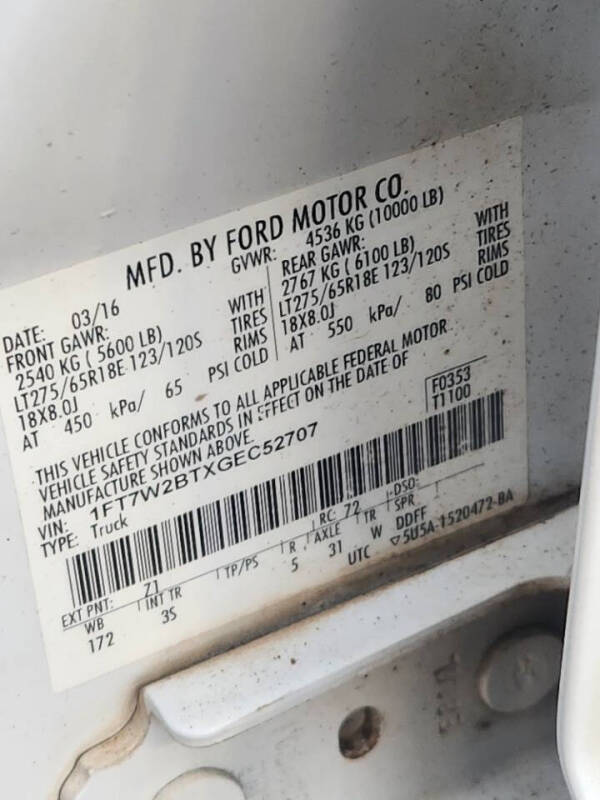 MFD. BY FORD MOTOR CO.
DATE: 03/16
GVWR: 4536 KG (10000 LB)
FRONT GAWR:
2540 KG ( 5600 LB) WITH
LT275/65R18E 123/120S TIRES
18X8.0J RIMS
AT 450 kPa/ 65 PSI COLD
REAR GAWR:
2767 KG ( 6100 LB) WITH
LT275/65R18E 123/120S TIRES
18X8.0J RIMS
AT 550 kPa/ 80 PSI COLD
THIS VEHICLE CONFORMS TO ALL APPLICABLE FEDERAL MOTOR
VEHICLE SAFETY STANDARDS IN EFFECT ON THE DATE OF
MANUFACTURE SHOWN ABOVE.
VIN: 1FT7W2BTXGEC52707
TYPE: Truck
F0353
T1100
EXT PNT: Z1 RC: 72 DSO:
WB INT TR TP/PS R AXLE TR SPR
172 3S 5 31 W DDFF
UTC 5U5A-1520472-BA